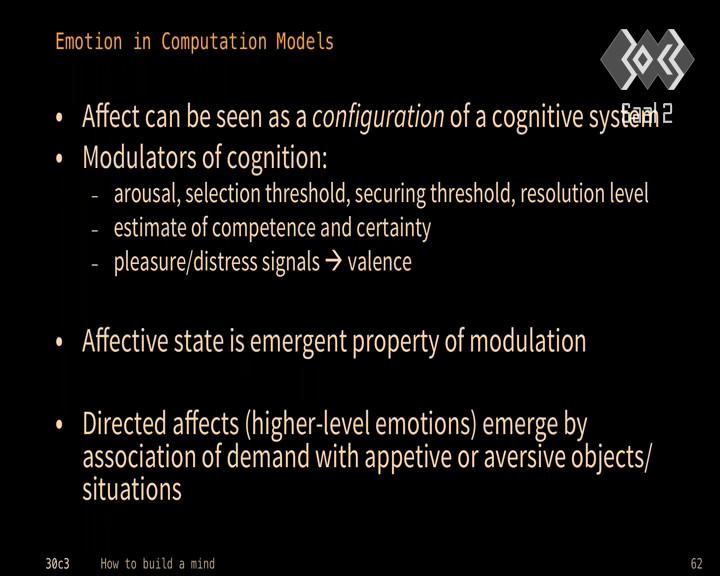 Emotion in Computation Models
• Affect can be seen as a configuration of a cognitive system
Saal 2
• Modulators of cognition:
– arousal, selection threshold, securing threshold, resolution level
– estimate of competence and certainty
– pleasure/distress signals → valence
• Affective state is emergent property of modulation
• Directed affects (higher-level emotions) emerge by
association of demand with appetive or aversive objects/
situations
30c3 How to build a mind 62